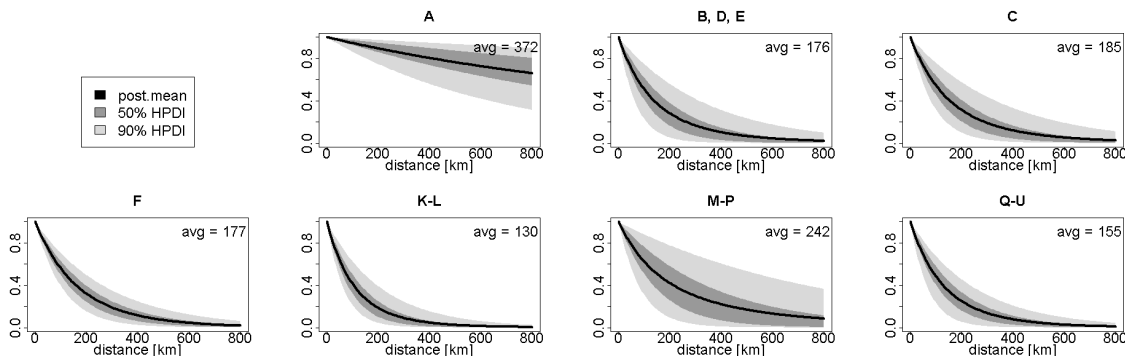 A
B, D, E
C
post.mean
50% HPDI
90% HPDI
0.0 0.4 0.8
avg = 372
0 200 400 600 800
distance [km]
0.0 0.4 0.8
avg = 176
0 200 400 600 800
distance [km]
0.0 0.4 0.8
avg = 185
0 200 400 600 800
distance [km]
F
K-L
M-P
Q-U
0.0 0.4 0.8
avg = 177
0 200 400 600 800
distance [km]
0.0 0.4 0.8
avg = 130
0 200 400 600 800
distance [km]
0.0 0.4 0.8
avg = 242
0 200 400 600 800
distance [km]
0.0 0.4 0.8
avg = 155
0 200 400 600 800
distance [km]